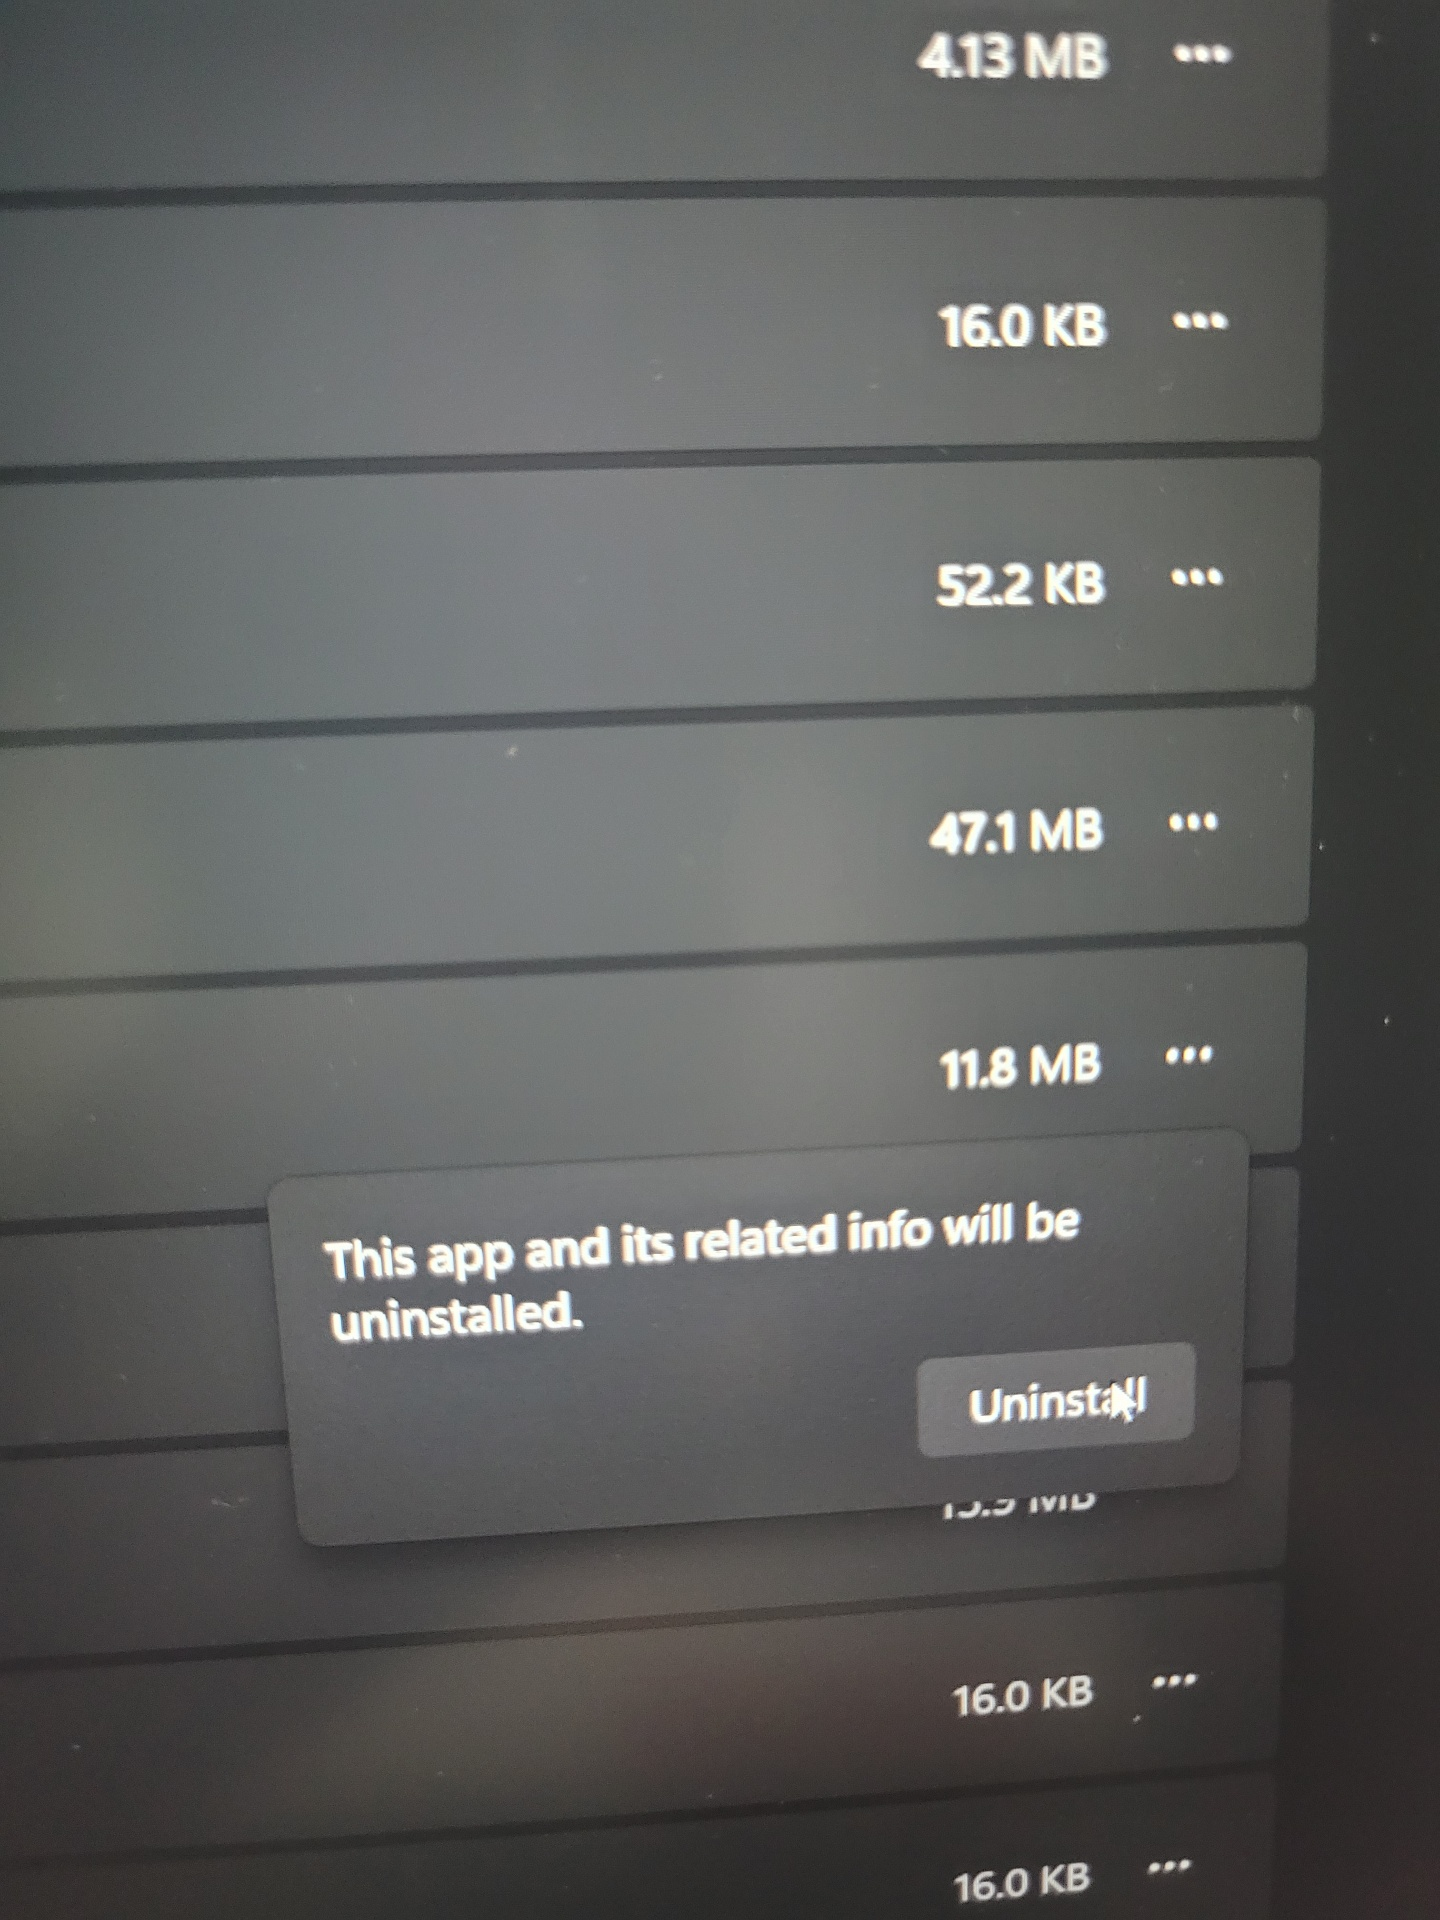 4.13 MB
16.0 KB
52.2 KB
47.1 MB
11.8 MB
This app and its related info will be
uninstalled.
Uninstall
MB
16.0 KB
16.0 KB